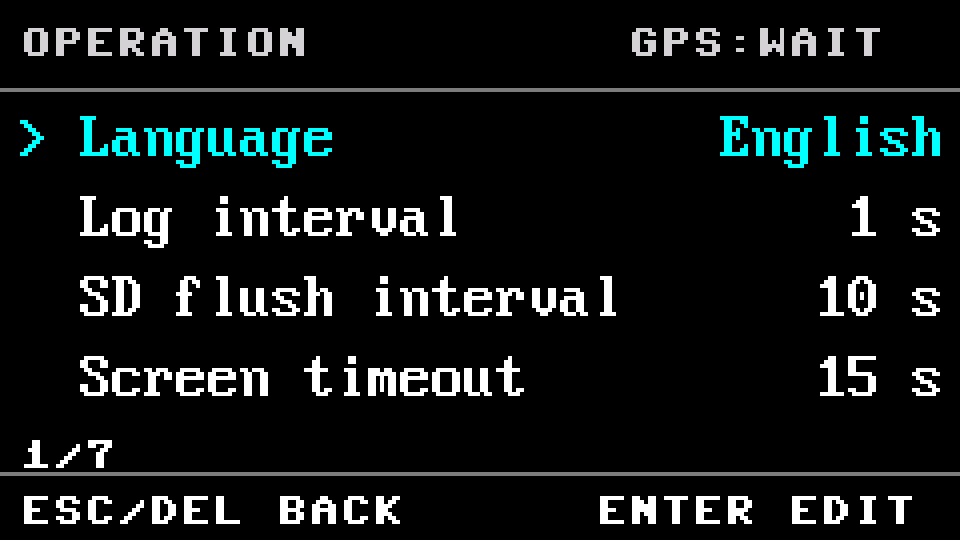 OPERATION GPS:WAIT
> Language English
Log interval 1 s
SD flush interval 10 s
Screen timeout 15 s
1/7
ESC/DEL BACK ENTER EDIT